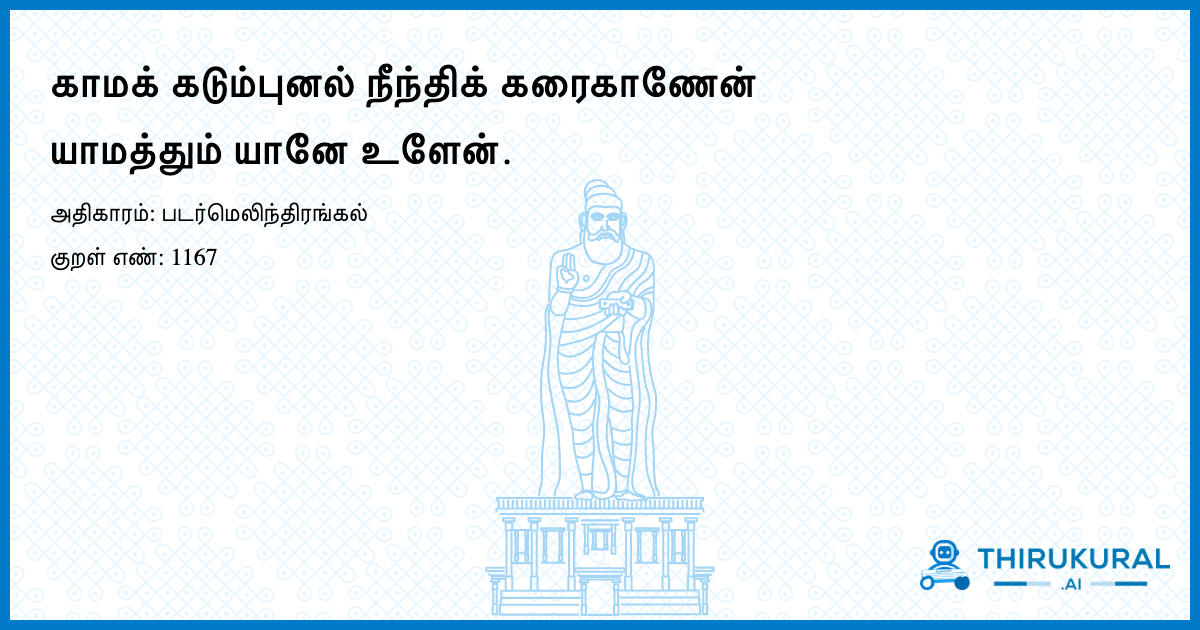 காமக் கடும்புனல் நீந்திக் கரைகாணேன்
யாமத்தும் யானே உளேன்.
அதிகாரம்: படர்மெலிந்திரங்கல்
குறள் எண்: 1167
THIRUKURAL
.AI